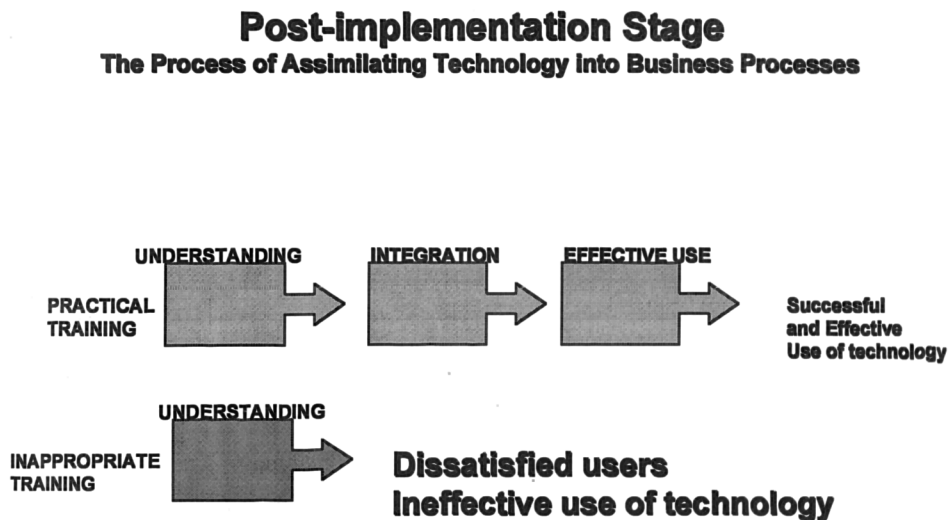 Post-implementation Stage
The Process of Assimilating Technology into Business Processes
UNDERSTANDING
INTEGRATION
EFFECTIVE USE
PRACTICAL
TRAINING
Successful
and Effective
Use of technology
UNDERSTANDING
INAPPROPRIATE
TRAINING
Dissatisfied users
Ineffective use of technology